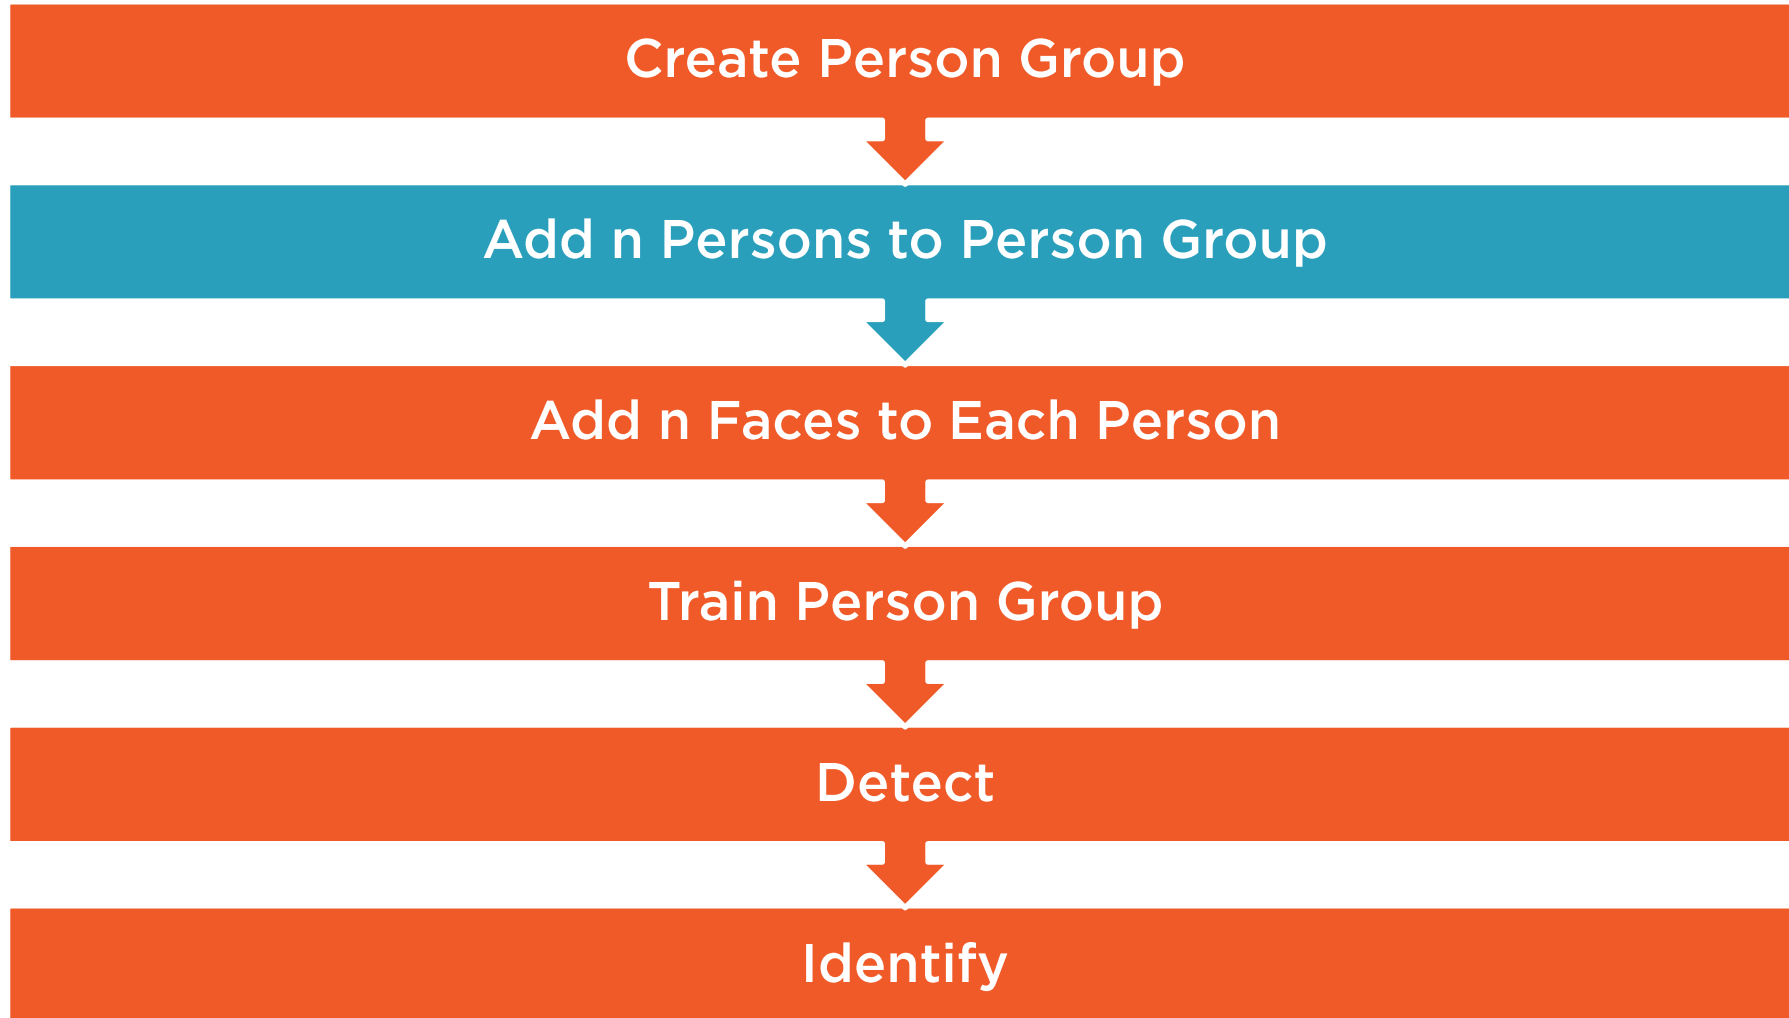 Create Person Group
Add n Persons to Person Group
Add n Faces to Each Person
Train Person Group
Detect
Identify